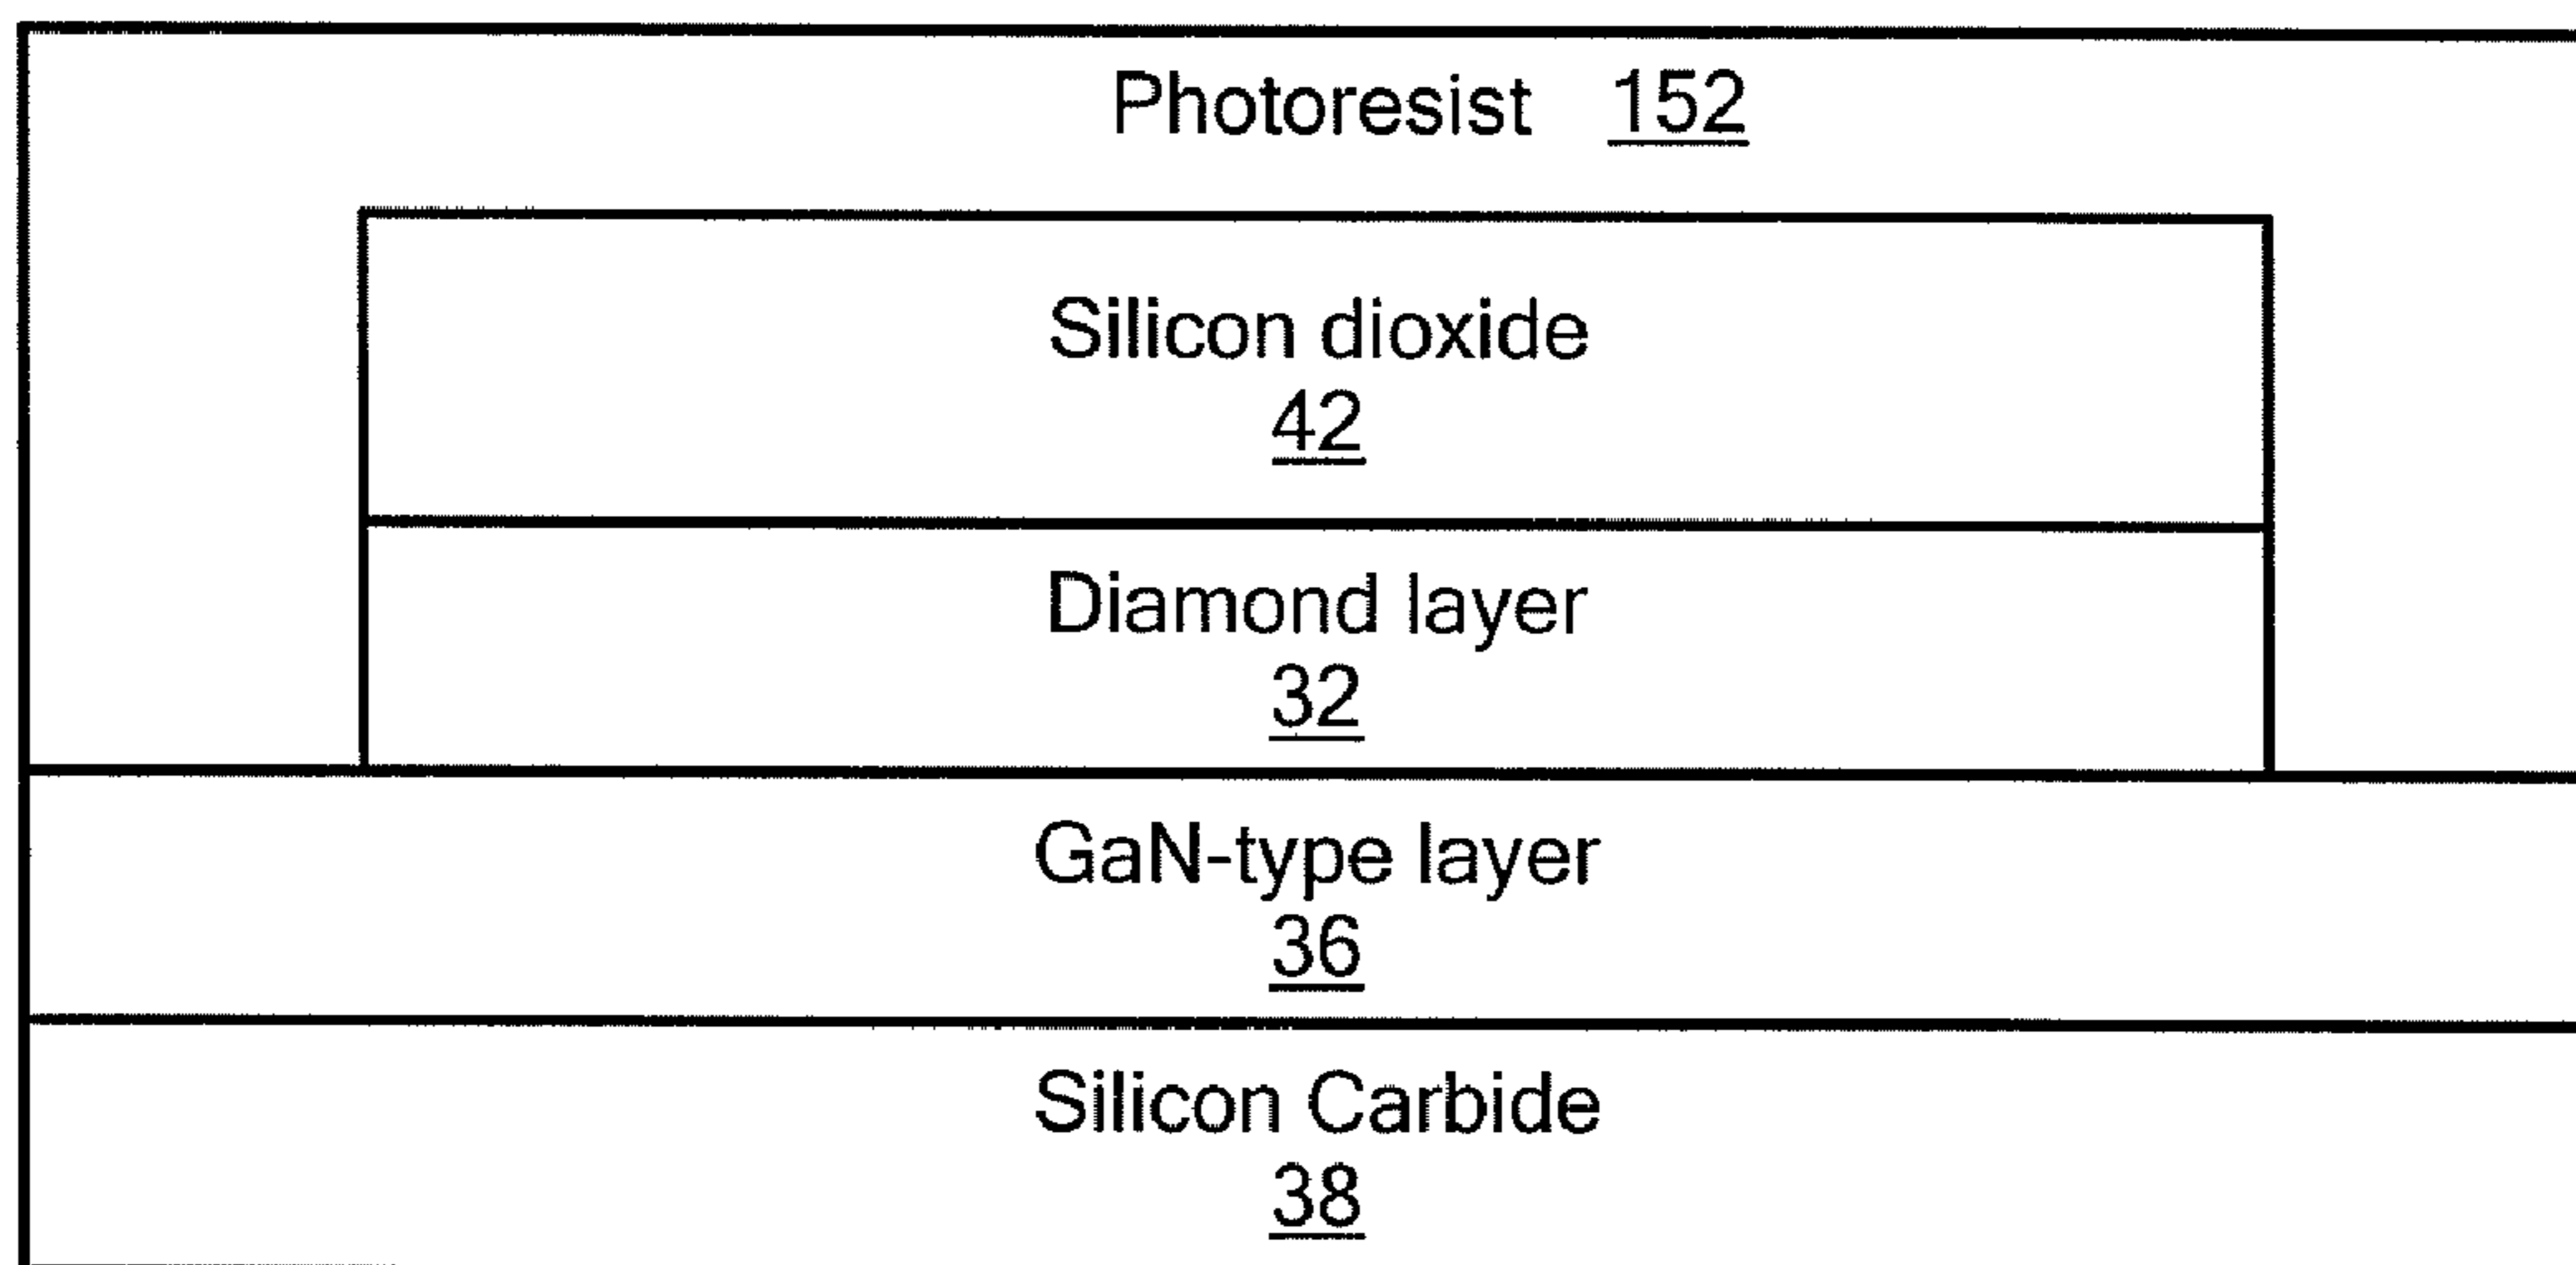 Photoresist 152
Silicon dioxide
42
Diamond layer
32
GaN-type layer
36
Silicon Carbide
38